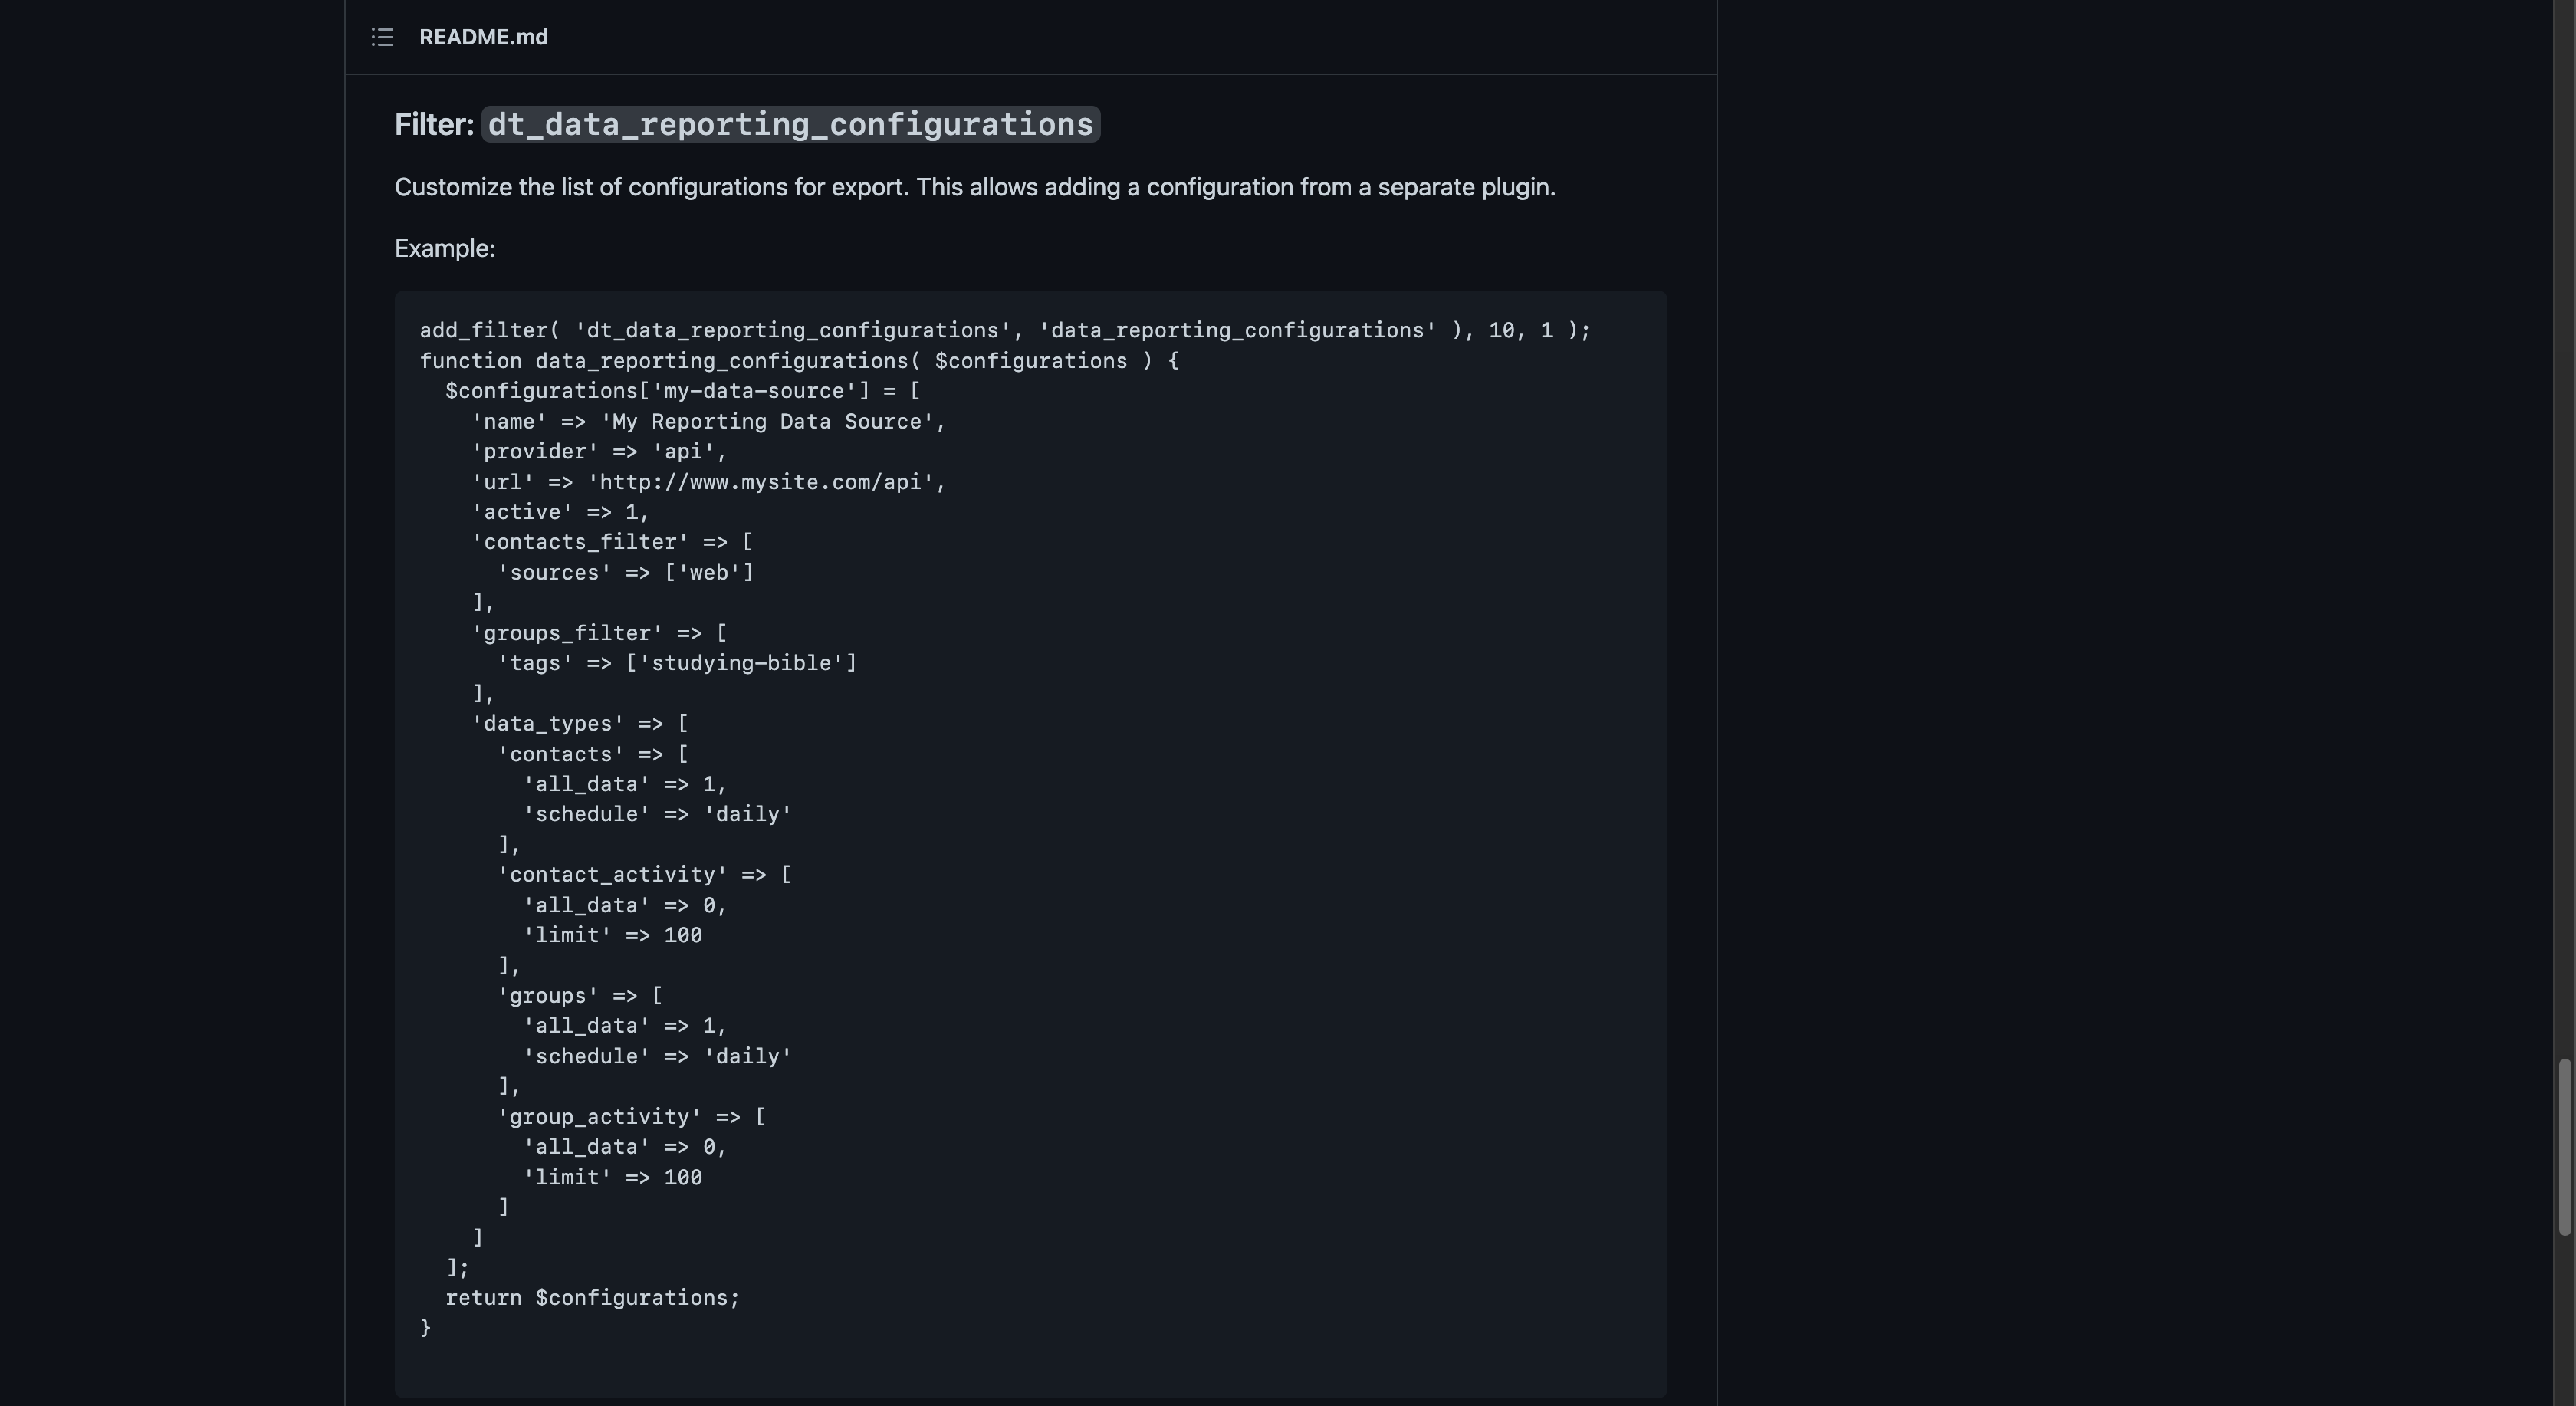 README.md
Filter: dt_data_reporting_configurations
Customize the list of configurations for export. This allows adding a configuration from a separate plugin.
Example:
add_filter( 'dt_data_reporting_configurations', 'data_reporting_configurations' ), 10, 1 );
function data_reporting_configurations( $configurations ) {
  $configurations['my-data-source'] = [
    'name' => 'My Reporting Data Source',
    'provider' => 'api',
    'url' => 'http://www.mysite.com/api',
    'active' => 1,
    'contacts_filter' => [
      'sources' => ['web']
    ],
    'groups_filter' => [
      'tags' => ['studying-bible']
    ],
    'data_types' => [
      'contacts' => [
        'all_data' => 1,
        'schedule' => 'daily'
      ],
      'contact_activity' => [
        'all_data' => 0,
        'limit' => 100
      ],
      'groups' => [
        'all_data' => 1,
        'schedule' => 'daily'
      ],
      'group_activity' => [
        'all_data' => 0,
        'limit' => 100
      ]
    ]
  ];
  return $configurations;
}